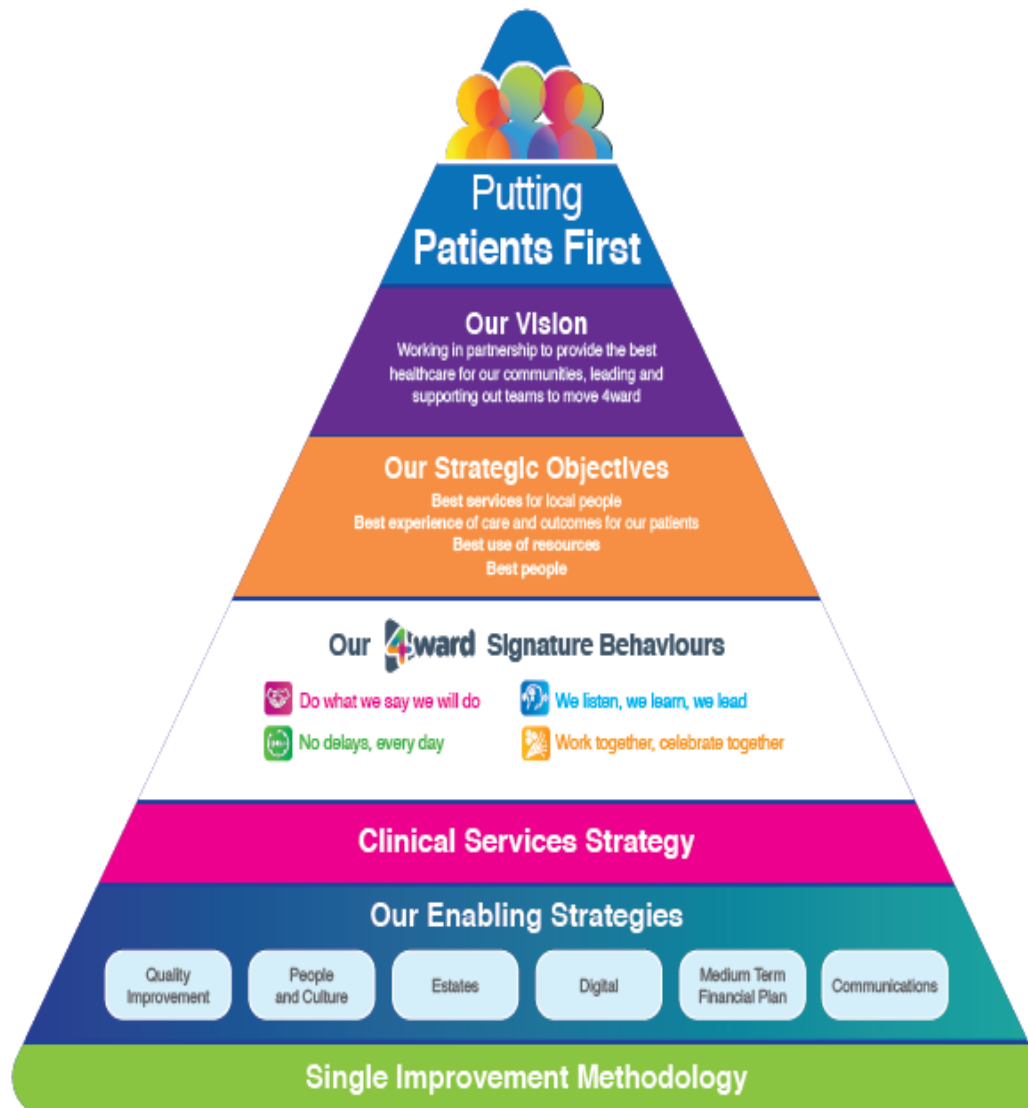 Putting
Patients First
Our Vision
Working in partnership to provide the best
healthcare for our communities, leading and
supporting out teams to move 4ward
Our Strategic Objectives
Best services for local people
Best experience of care and outcomes for our patients
Best use of resources
Best people
Our 4ward Signature Behaviours
Do what we say we will do
We listen, we learn, we lead
No delays, every day
Work together, celebrate together
Clinical Services Strategy
Our Enabling Strategies
Quality
Improvement
People
and Culture
Estates
Digital
Medium Term
Financial Plan
Communications
Single Improvement Methodology